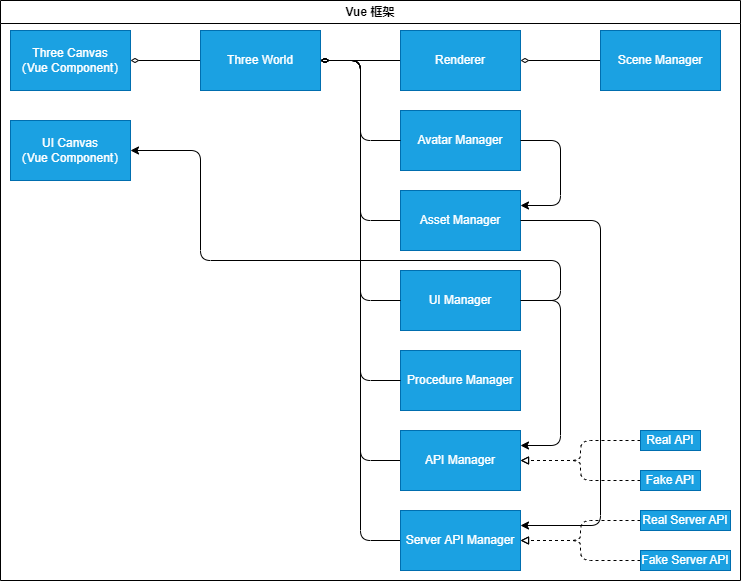 Vue 框架
Three Canvas
(Vue Component)
Three World
Renderer
Scene Manager
Avatar Manager
UI Canvas
(Vue Component)
Asset Manager
UI Manager
Procedure Manager
API Manager
Real API
Fake API
Server API Manager
Real Server API
Fake Server API